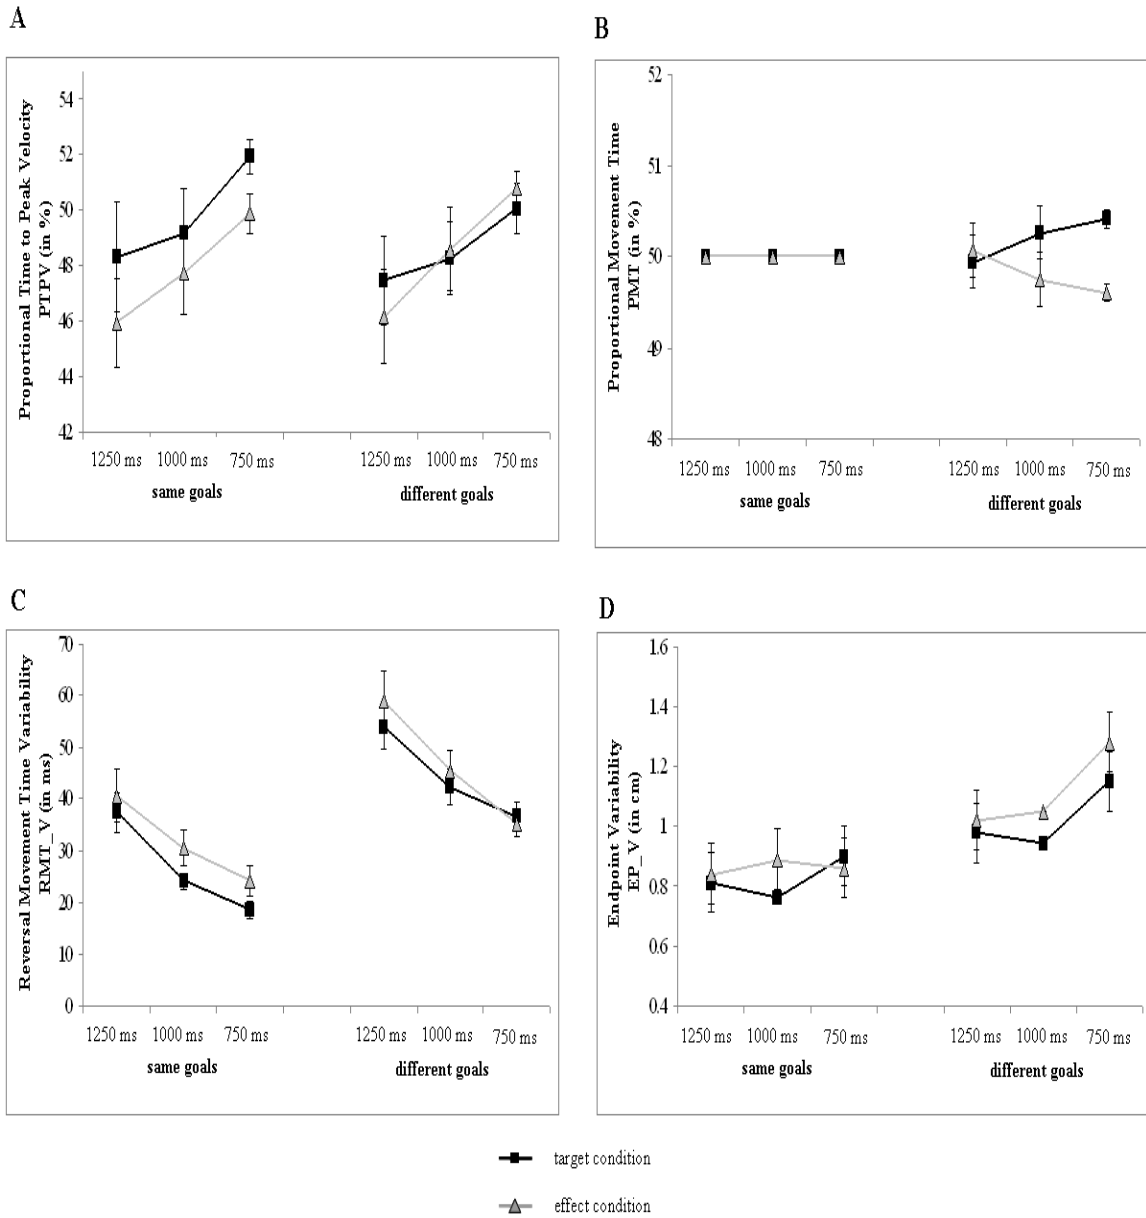 A
Proportional Time to Peak Velocity
PTPV (in %)
54
52
50
48
46
44
42
1250 ms 1000 ms 750 ms 1250 ms 1000 ms 750 ms
same goals different goals
B
Proportional Movement Time
PMT (in %)
52
51
50
49
48
1250 ms 1000 ms 750 ms 1250 ms 1000 ms 750 ms
same goals different goals
C
Reversal Movement Time Variability
RMT_V (in ms)
70
60
50
40
30
20
10
0
1250 ms 1000 ms 750 ms 1250 ms 1000 ms 750 ms
same goals different goals
D
Endpoint Variability
EP_V (in cm)
1.6
1.4
1.2
1
0.8
0.6
0.4
1250 ms 1000 ms 750 ms 1250 ms 1000 ms 750 ms
same goals different goals
target condition
effect condition